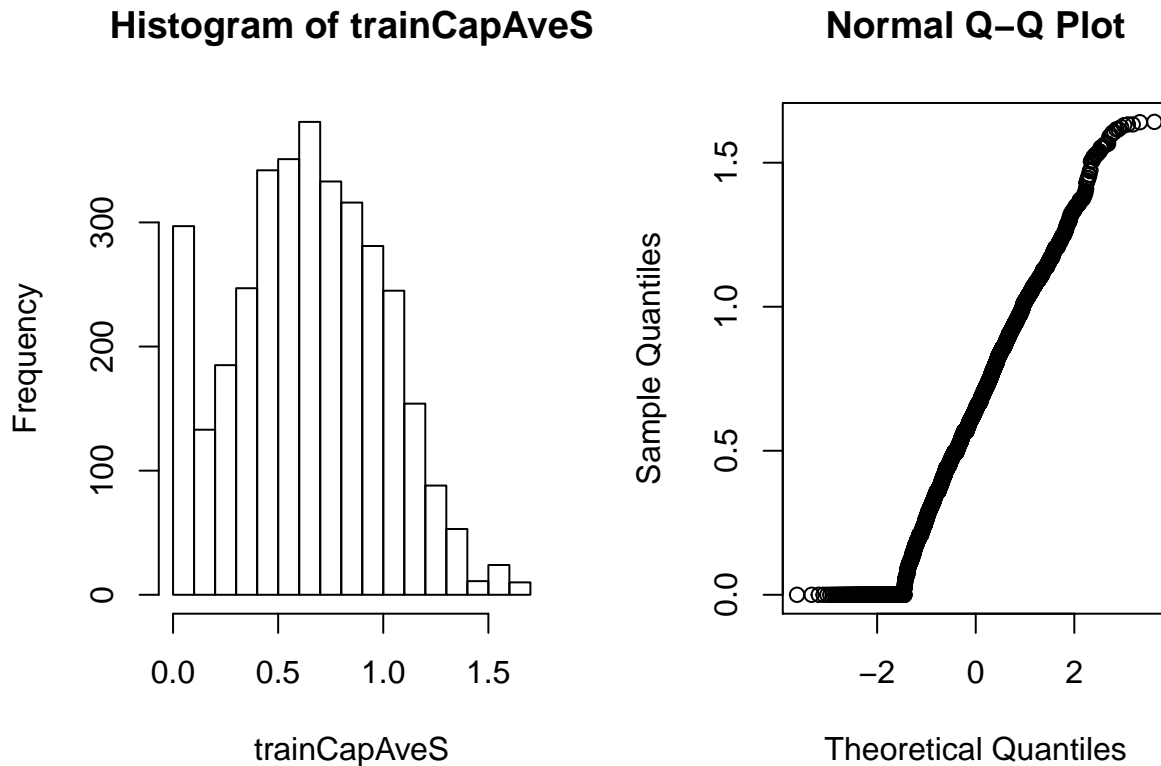 Histogram of trainCapAveS
Frequency
0
100
200
300
0.0
0.5
1.0
1.5
trainCapAveS
Normal Q−Q Plot
Sample Quantiles
0.0
0.5
1.0
1.5
−2
0
2
Theoretical Quantiles